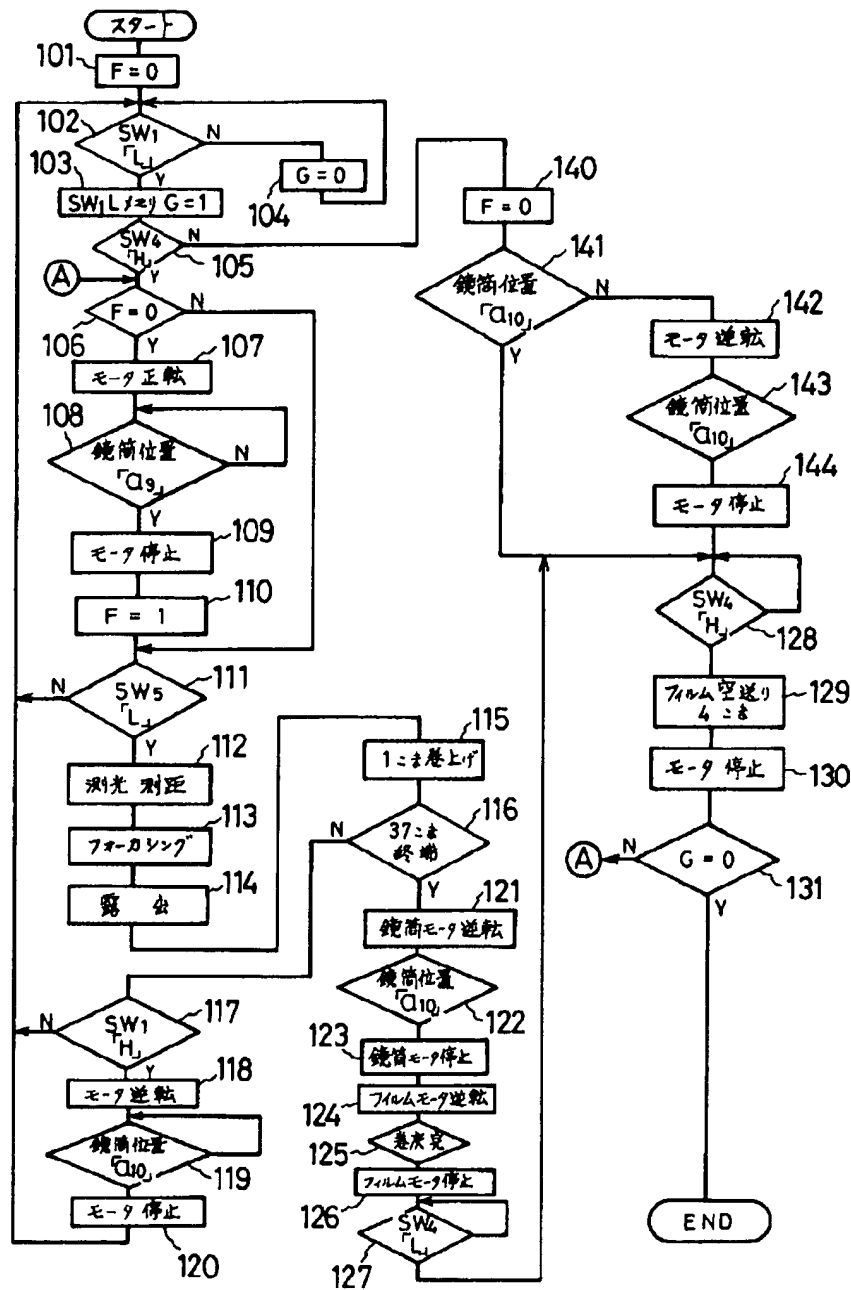 スタート
101
F=0
102
SW1
「L」
N
Y
103
SW1LメモリG=1
104
G=0
SW4
「H」
N
Y
105
A
F=0
N
Y
106
107
モータ正転
108
鏡筒位置
「a9」
N
Y
109
モータ停止
110
F=1
111
SW5
「L」
N
Y
112
測光 測距
113
フォーカシング
114
露出
115
1こま巻上げ
116
37こま
終端
N
Y
117
SW1
「H」
N
Y
118
モータ逆転
119
鏡筒位置
「a10」
モータ停止
120
121
鏡筒モータ逆転
鏡筒位置
「a10」
122
123
鏡筒モータ停止
124
フィルムモータ逆転
125
巻戻完
フィルムモータ停止
126
SW4
「L」
127
140
F=0
141
鏡筒位置
「a10」
N
Y
142
モータ逆転
143
鏡筒位置
「a10」
144
モータ停止
SW4
「H」
128
フィルム空送り
4こま
129
モータ停止
130
A
N
G=0
Y
131
END